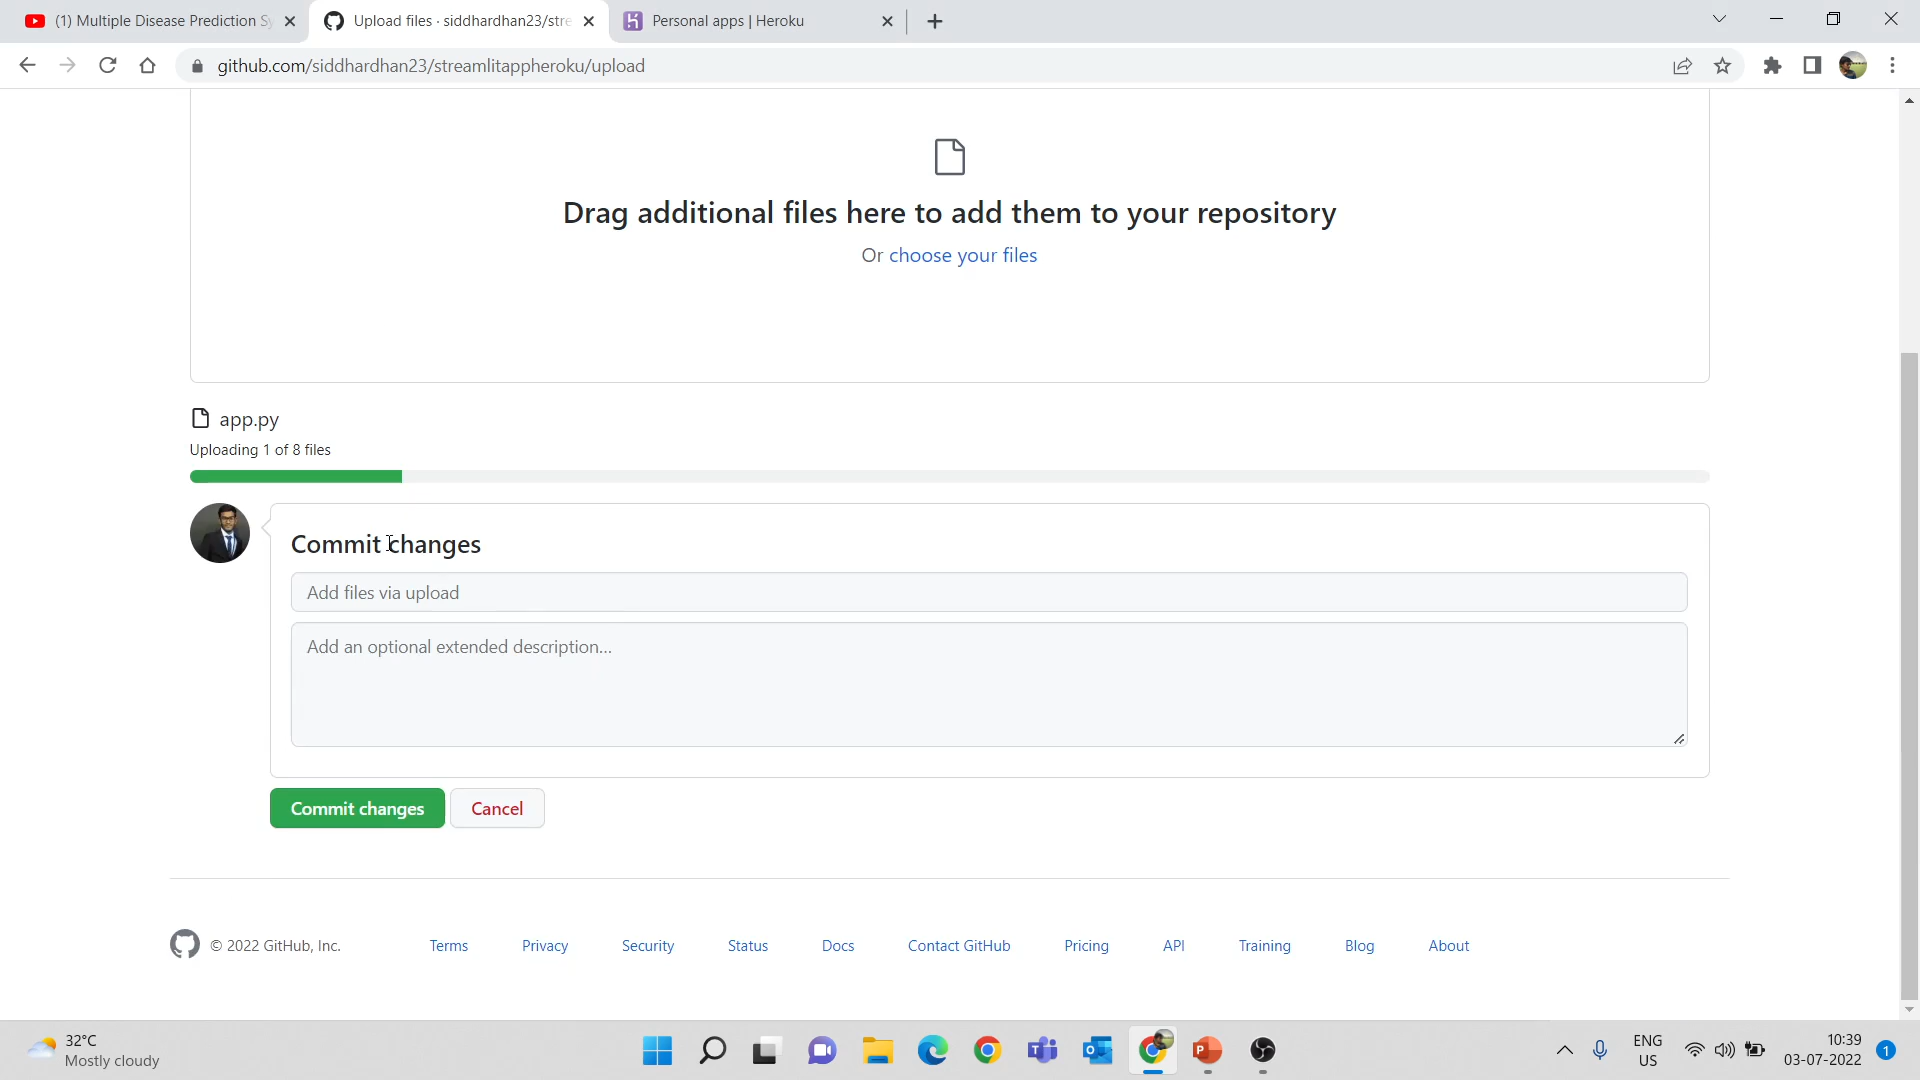 (1) Multiple Disease Prediction Sy
Upload files · siddhardhan23/stre
Personal apps | Heroku
github.com/siddhardhan23/streamlitappheroku/upload
Drag additional files here to add them to your repository
Or choose your files
app.py
Uploading 1 of 8 files
Commit changes
Add files via upload
Add an optional extended description...
Commit changes
Cancel
© 2022 GitHub, Inc.
Terms
Privacy
Security
Status
Docs
Contact GitHub
Pricing
API
Training
Blog
About
32°C
Mostly cloudy
ENG
US
10:39
03-07-2022
1